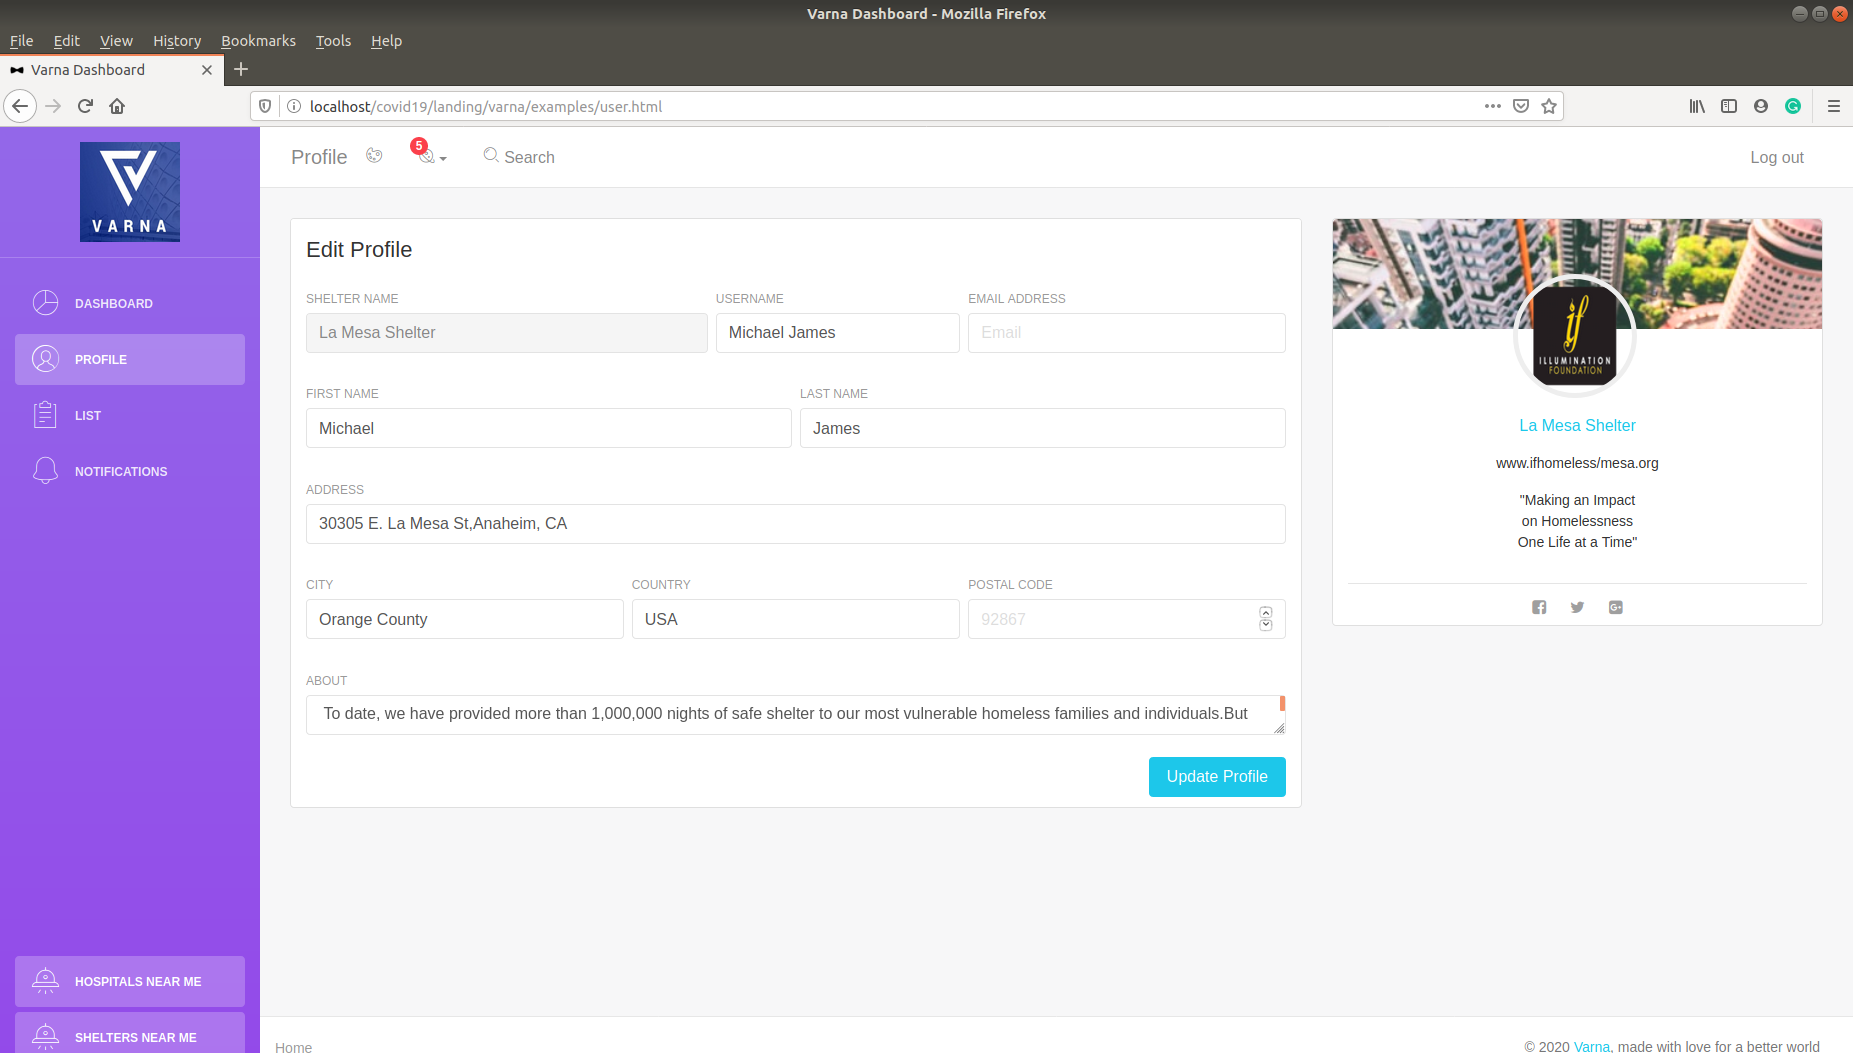 Varna Dashboard - Mozilla Firefox
File Edit View History Bookmarks Tools Help
Varna Dashboard
localhost/covid19/landing/varna/examples/user.html
VARNA
DASHBOARD
PROFILE
LIST
NOTIFICATIONS
HOSPITALS NEAR ME
SHELTERS NEAR ME
Profile 5 Search Log out
Edit Profile
SHELTER NAME USERNAME EMAIL ADDRESS
La Mesa Shelter Michael James Email
FIRST NAME LAST NAME
Michael James
ADDRESS
30305 E. La Mesa St,Anaheim, CA
CITY COUNTRY POSTAL CODE
Orange County USA 92867
ABOUT
To date, we have provided more than 1,000,000 nights of safe shelter to our most vulnerable homeless families and individuals.But
Update Profile
if
ILLUMINATION
FOUNDATION
La Mesa Shelter
www.ifhomeless/mesa.org
"Making an Impact
on Homelessness
One Life at a Time"
Home
© 2020 Varna, made with love for a better world